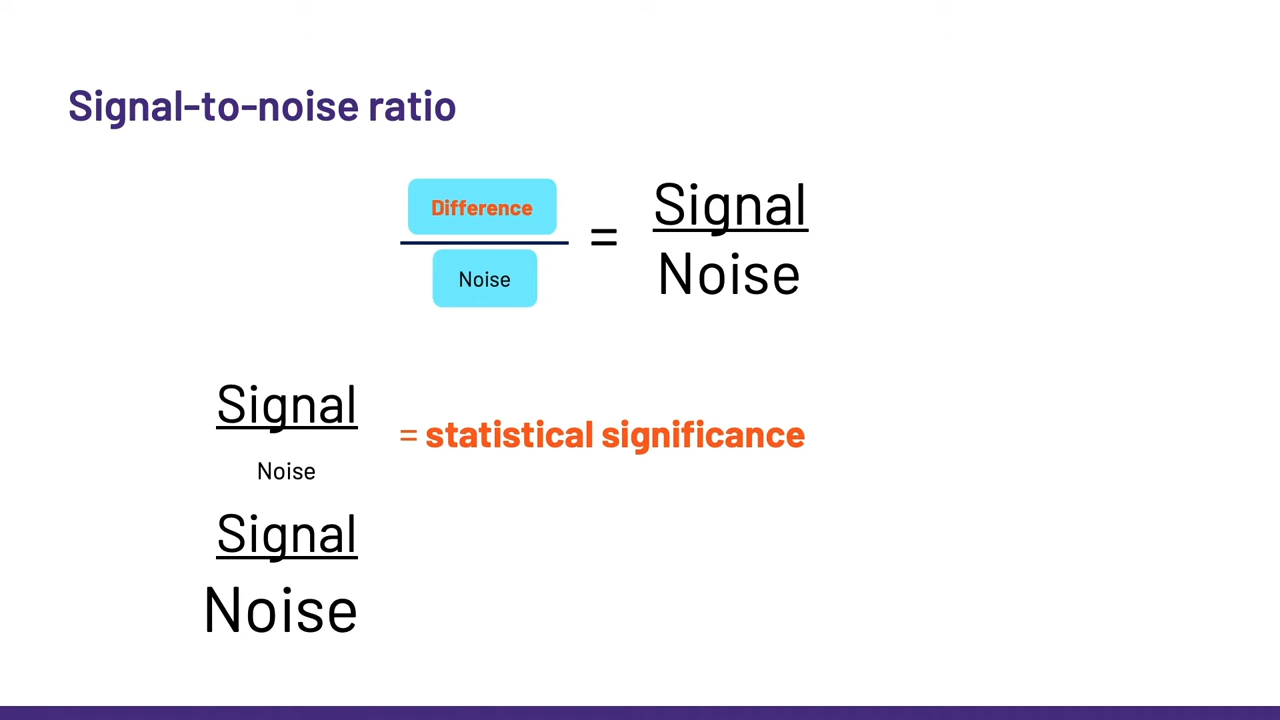 Signal-to-noise ratio
Difference
Noise
=
Signal
Noise
Signal
Noise
= statistical significance
Signal
Noise